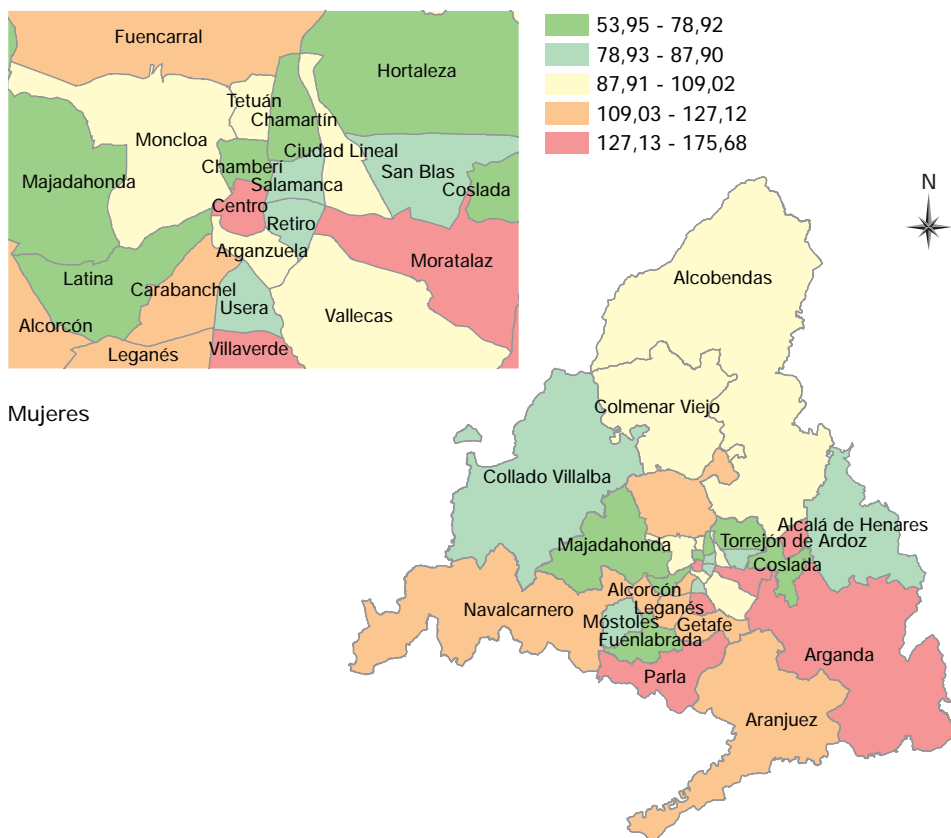 Fuencarral
Hortaleza
Tetuán
Chamartín
Moncloa
Ciudad Lineal
Chamberí
San Blas
Majadahonda
Salamanca
Coslada
Centro
Retiro
Arganzuela
Moratalaz
Latina
Carabanchel
Usera
Vallecas
Alcorcón
Leganés
Villaverde
53,95 - 78,92
78,93 - 87,90
87,91 - 109,02
109,03 - 127,12
127,13 - 175,68
N
Mujeres
Alcobendas
Colmenar Viejo
Collado Villalba
Alcalá de Henares
Torrejón de Ardoz
Majadahonda
Coslada
Alcorcón
Navalcarnero
Leganés
Móstoles
Getafe
Fuenlabrada
Arganda
Parla
Aranjuez